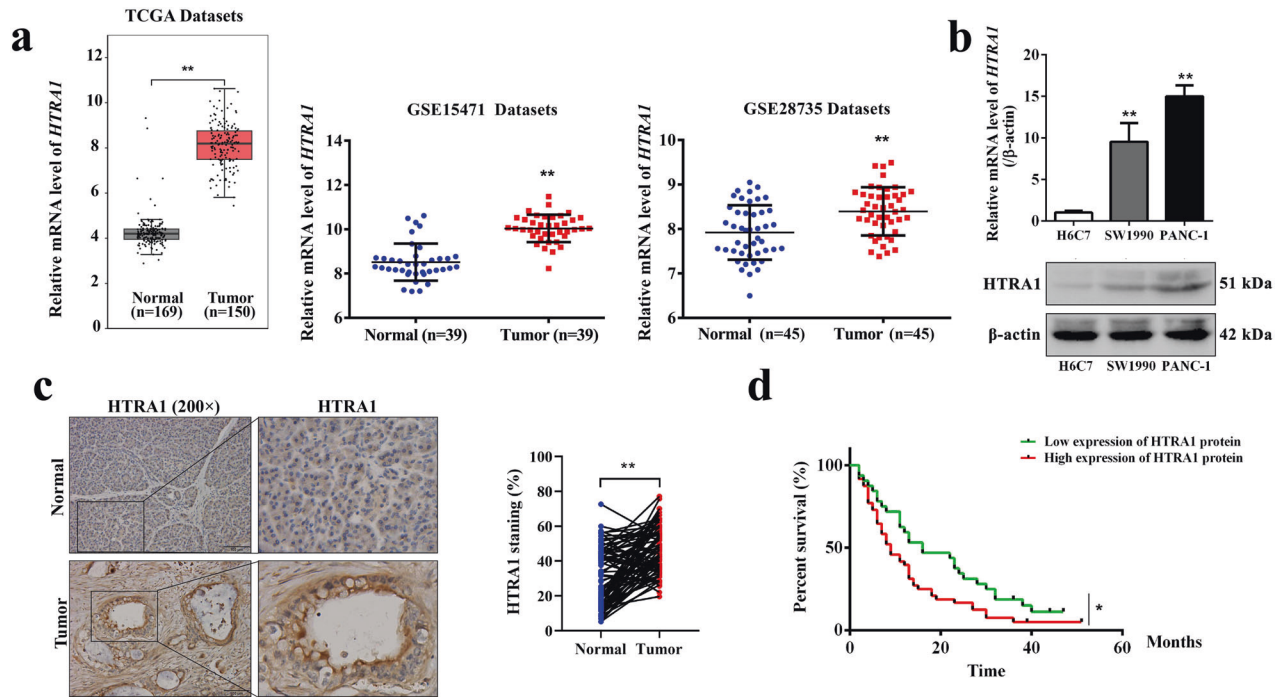 a
TCGA Datasets
Relative mRNA level of HTRA1
12
10
8
6
4
2
0
**
Normal
(n=169)
Tumor
(n=150)
GSE15471 Datasets
Relative mRNA level of HTRA1
14
12
10
8
6
**
Normal (n=39)
Tumor (n=39)
GSE28735 Datasets
Relative mRNA level of HTRA1
10
9
8
7
6
**
Normal (n=45)
Tumor (n=45)
b
Relative mRNA level of HTRA1
(/β-actin)
20
15
10
5
0
**
**
H6C7
SW1990
PANC-1
HTRA1
51 kDa
β-actin
42 kDa
H6C7
SW1990
PANC-1
c
HTRA1 (200×)
HTRA1
Normal
Tumor
HTRA1 staning (%)
100
80
60
40
20
0
**
Normal
Tumor
d
Low expression of HTRA1 protein
High expression of HTRA1 protein
Percent survival (%)
100
50
0
*
0
20
40
60
Months
Time